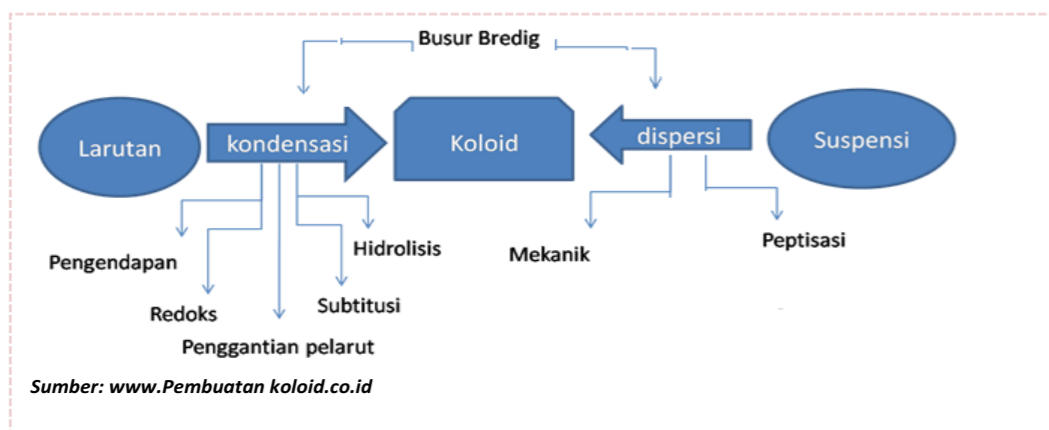 Busur Bredig
Larutan
kondensasi
Koloid
dispersi
Suspensi
Pengendapan
Redoks
Penggantian pelarut
Subtitusi
Hidrolisis
Mekanik
Peptisasi
Sumber: www.Pembuatan koloid.co.id